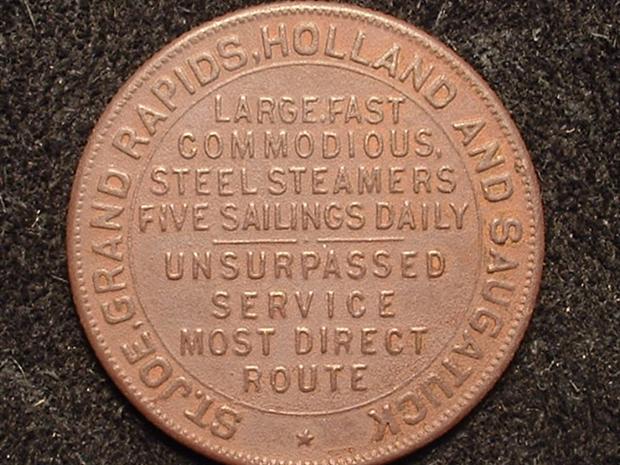 ST. JOE, GRAND RAPIDS, HOLLAND AND SAUGATUCK
LARGE, FAST
COMMODIOUS,
STEEL STEAMERS
FIVE SAILINGS DAILY
UNSURPASSED
SERVICE
MOST DIRECT
ROUTE